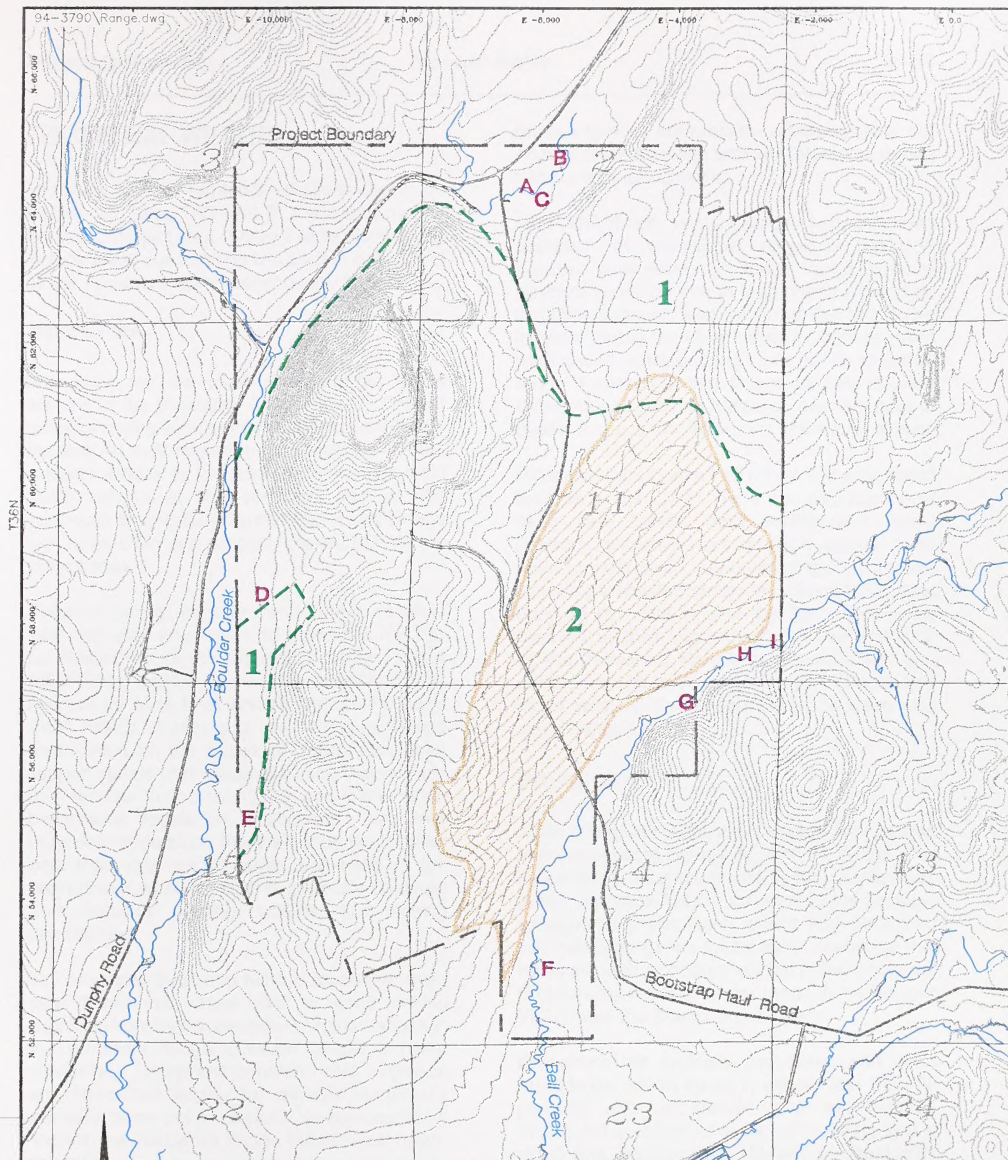 94-3790\Range.dwg
E -10,000
E -8,000
E -6,000
E -4,000
E -2,000
E 0.0
N 66,000
Project Boundary
3
B
2
1
A
C
N 64,000
1
N 62,000
N 60,000
11
12
T36N
D
N 58,000
2
1
H
I
Boulder Creek
G
N 56,000
E
14
13
N 54,000
Dunphy Road
F
Bootstrap Haul Road
N 52,000
Bell Creek
22
23
24